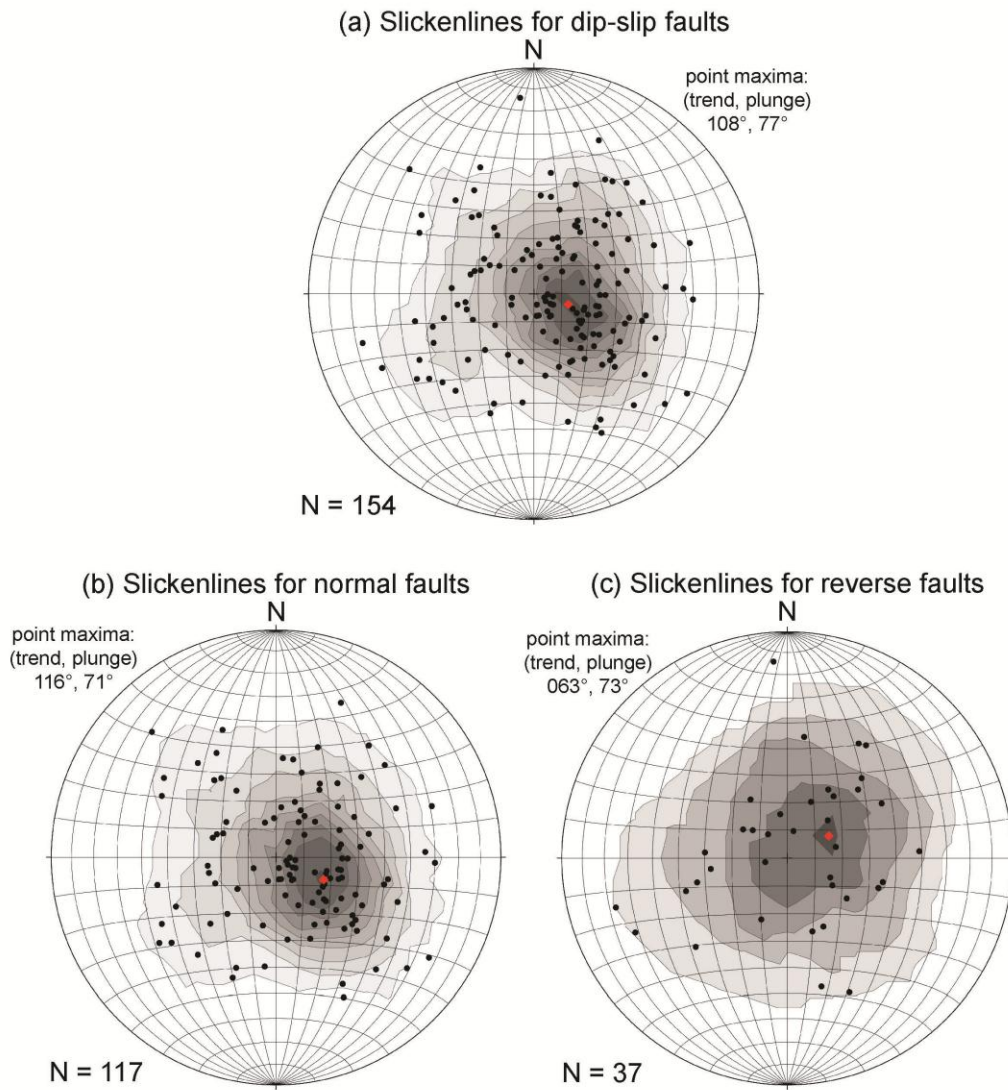 (a) Slickenlines for dip-slip faults
N
point maxima:
(trend, plunge)
108°, 77°
N = 154
(b) Slickenlines for normal faults
N
point maxima:
(trend, plunge)
116°, 71°
N = 117
(c) Slickenlines for reverse faults
N
point maxima:
(trend, plunge)
063°, 73°
N = 37